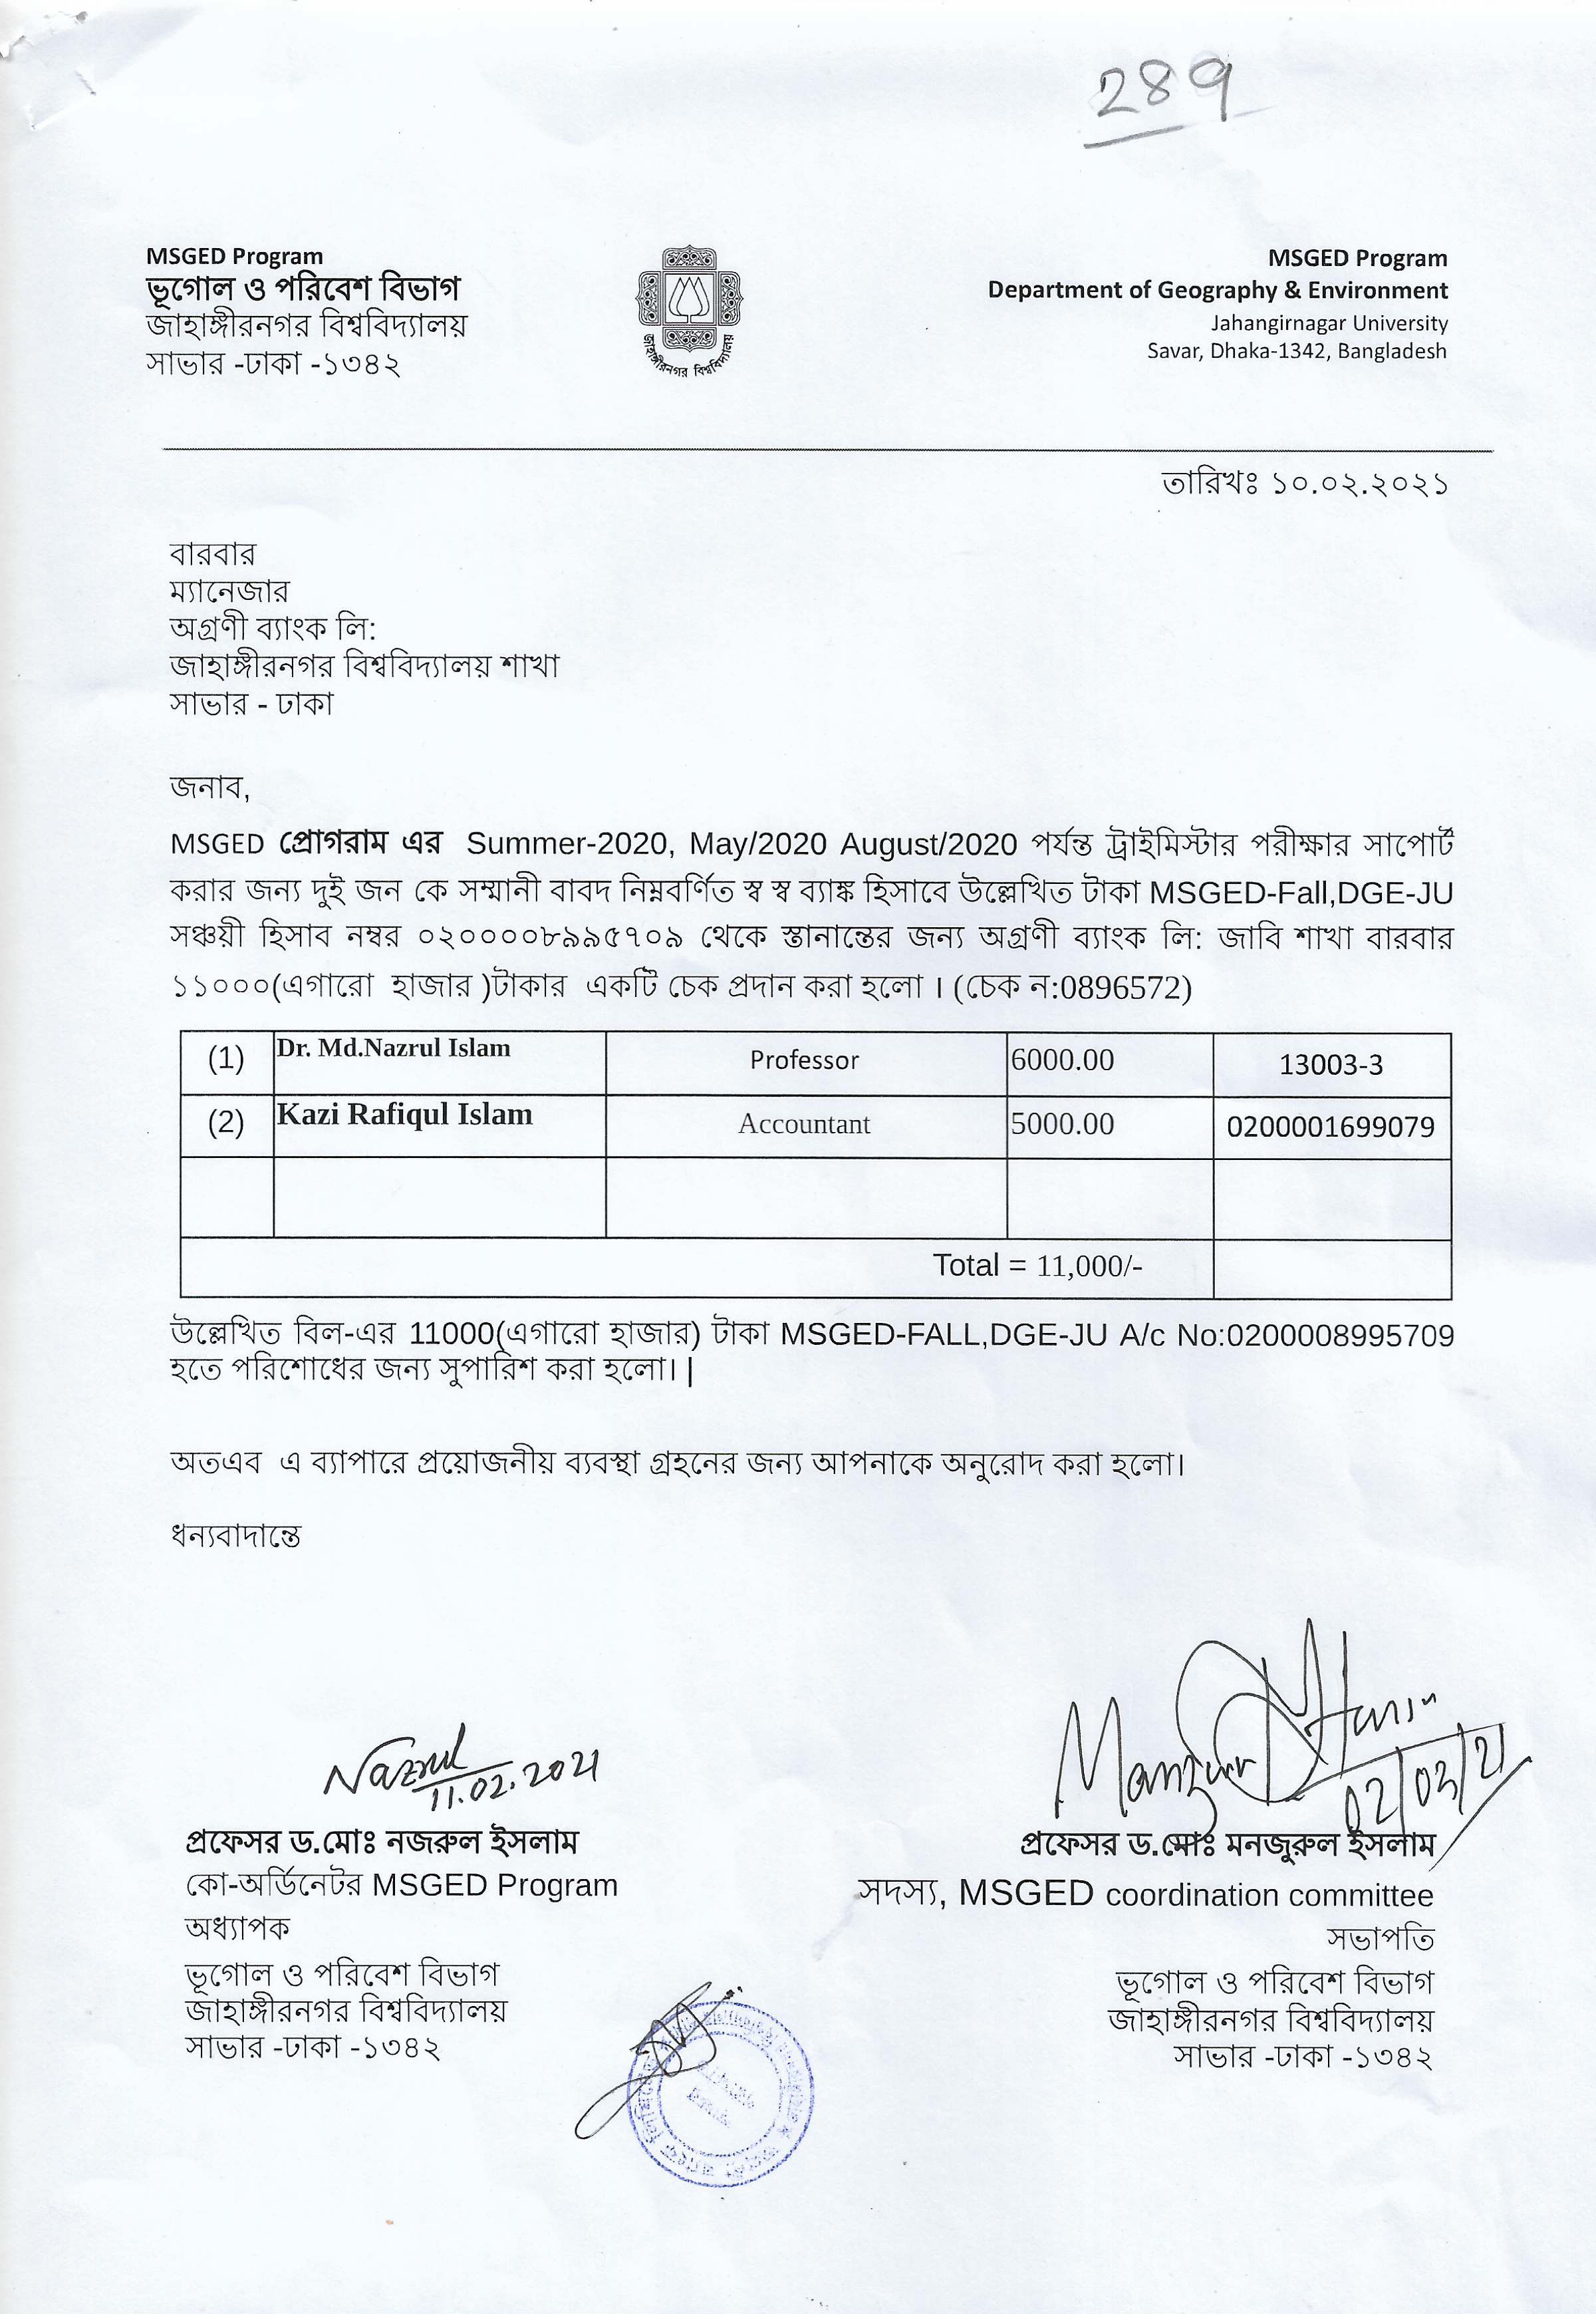 289
MSGED Program
ভূগোল ও পরিবেশ বিভাগ
জাহাঙ্গীরনগর বিশ্ববিদ্যালয়
সাভার -ঢাকা -১৩৪২
জাহাঙ্গীরনগর বিশ্ববিদ্যালয়
MSGED Program
Department of Geography & Environment
Jahangirnagar University
Savar, Dhaka-1342, Bangladesh
তারিখঃ ১০.০২.২০২১
বারবার
ম্যানেজার
অগ্রণী ব্যাংক লি:
জাহাঙ্গীরনগর বিশ্ববিদ্যালয় শাখা
সাভার - ঢাকা
জনাব,
MSGED প্রোগরাম এর Summer-2020, May/2020 August/2020 পর্যন্ত ট্রাইমিস্টার পরীক্ষার সাপোর্ট
করার জন্য দুই জন কে সম্মানী বাবদ নিম্নবর্ণিত স্ব স্ব ব্যাঙ্ক হিসাবে উল্লেখিত টাকা MSGED-Fall,DGE-JU
সঞ্চয়ী হিসাব নম্বর ০২০০০০৮৯৯৫৭০৯ থেকে স্তানান্তের জন্য অগ্রণী ব্যাংক লি: জাবি শাখা বারবার
১১০০০(এগারো হাজার )টাকার একটি চেক প্রদান করা হলো । (চেক ন:0896572)
(1) Dr. Md.Nazrul Islam Professor 6000.00 13003-3
(2) Kazi Rafiqul Islam Accountant 5000.00 0200001699079
Total = 11,000/-
উল্লেখিত বিল-এর 11000(এগারো হাজার) টাকা MSGED-FALL,DGE-JU A/c No:0200008995709
হতে পরিশোধের জন্য সুপারিশ করা হলো। |
অতএব এ ব্যাপারে প্রয়োজনীয় ব্যবস্থা গ্রহনের জন্য আপনাকে অনুরোদ করা হলো।
ধন্যবাদান্তে
Nazrul
11.02.2021
প্রফেসর ড.মোঃ নজরুল ইসলাম
কো-অর্ডিনেটর MSGED Program
অধ্যাপক
ভূগোল ও পরিবেশ বিভাগ
জাহাঙ্গীরনগর বিশ্ববিদ্যালয়
সাভার -ঢাকা -১৩৪২
02/02/21
প্রফেসর ড.মোঃ মনজুরুল ইসলাম
সদস্য, MSGED coordination committee
সভাপতি
ভূগোল ও পরিবেশ বিভাগ
জাহাঙ্গীরনগর বিশ্ববিদ্যালয়
সাভার -ঢাকা -১৩৪২